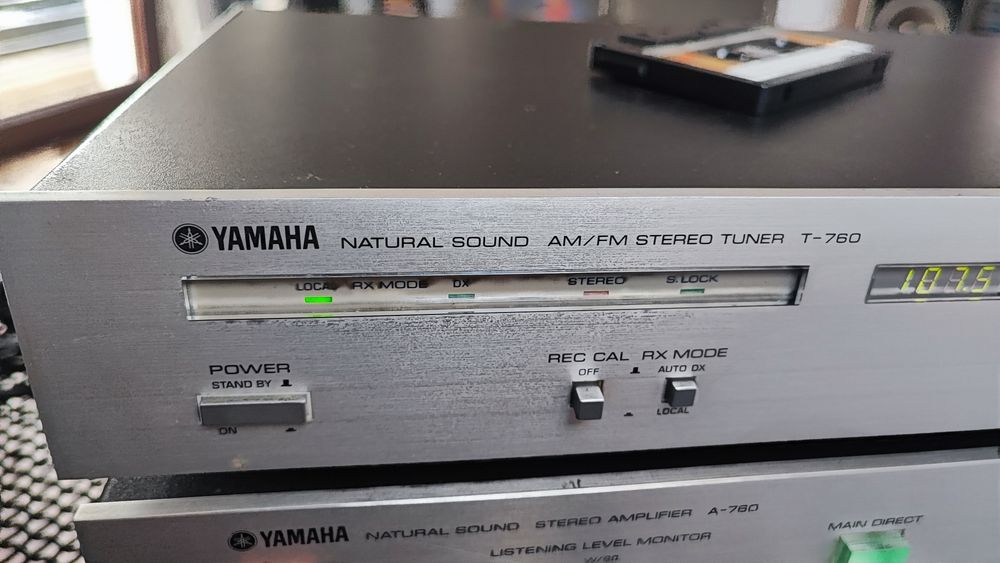 YAMAHA NATURAL SOUND AM/FM STEREO TUNER T-760
LOCAL RX MODE DX STEREO S.LOCK
107.5
POWER
STAND BY
ON
REC CAL RX MODE
OFF AUTO DX
LOCAL
YAMAHA NATURAL SOUND STEREO AMPLIFIER A-760
LISTENING LEVEL MONITOR
W/8Ω
MAIN DIRECT